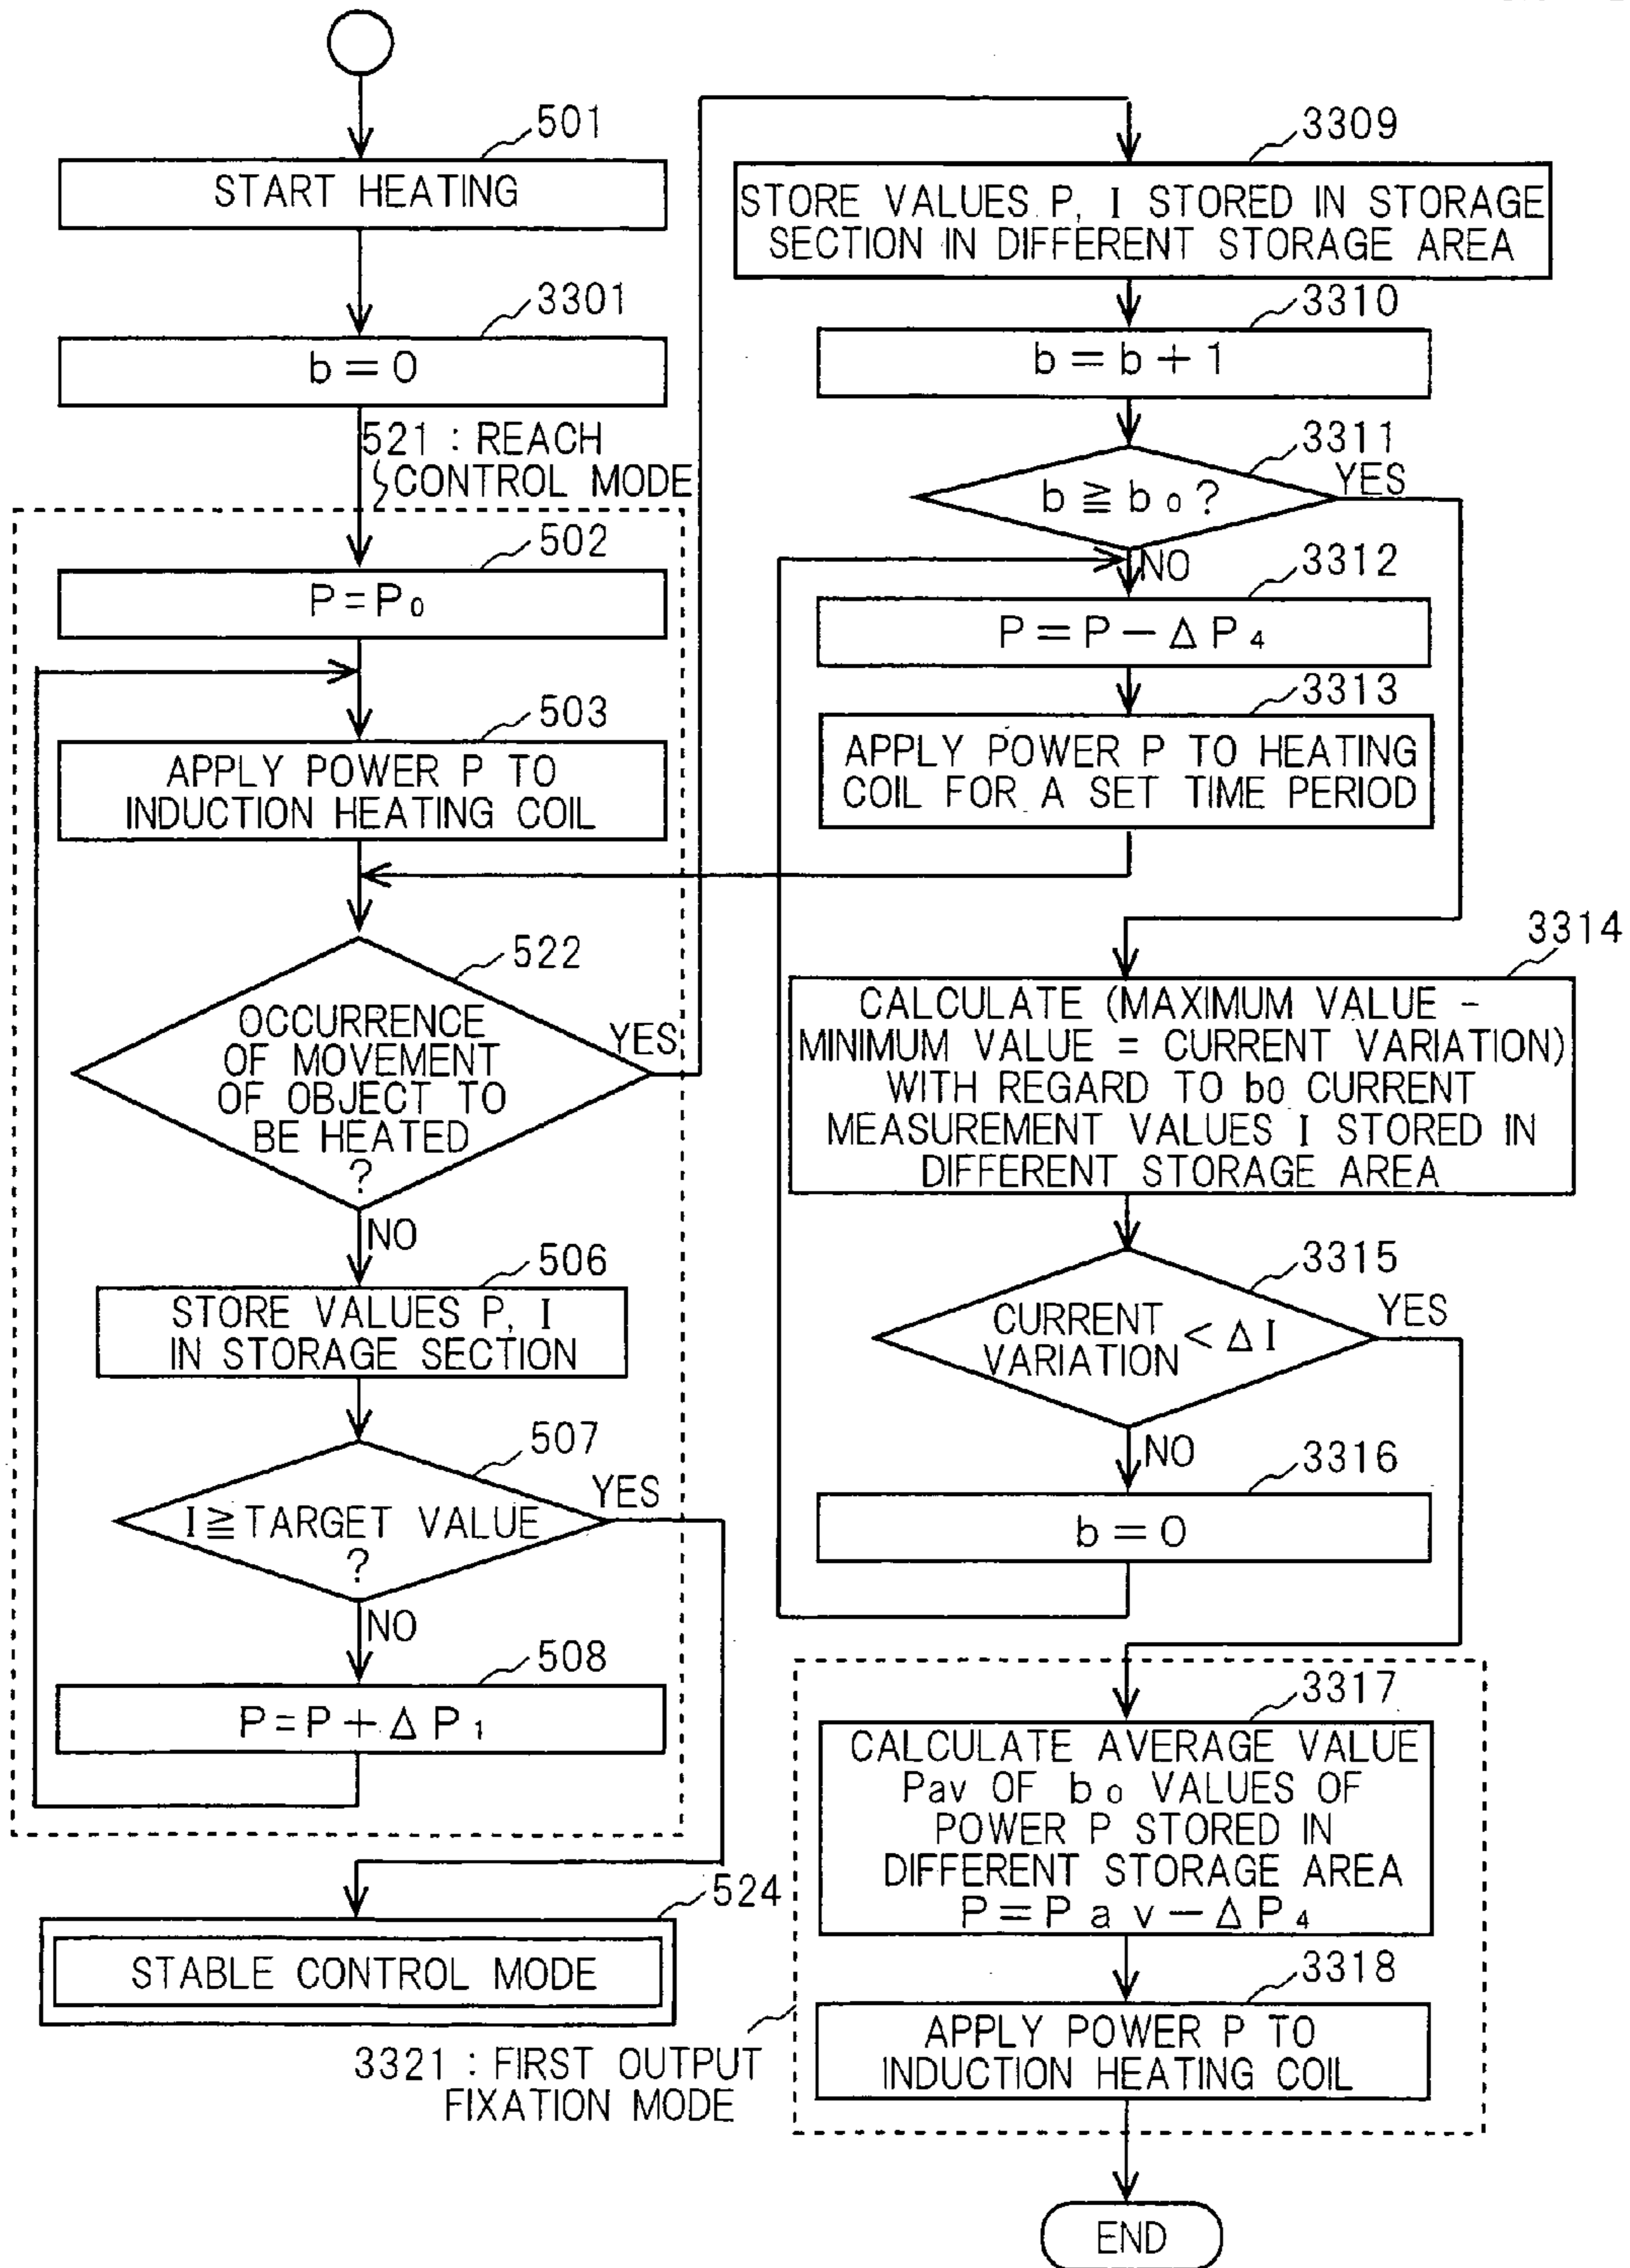 501
START HEATING
3301
b = 0
521 : REACH
CONTROL MODE
502
P = P₀
503
APPLY POWER P TO
INDUCTION HEATING COIL
522
OCCURRENCE
OF MOVEMENT
OF OBJECT TO
BE HEATED
?
YES
NO
506
STORE VALUES P, I
IN STORAGE SECTION
507
I ≧ TARGET VALUE
?
YES
NO
508
P = P + Δ P₁
524
STABLE CONTROL MODE
3309
STORE VALUES P, I STORED IN STORAGE
SECTION IN DIFFERENT STORAGE AREA
3310
b = b + 1
3311
b ≧ b₀ ?
YES
NO
3312
P = P − Δ P₄
3313
APPLY POWER P TO HEATING
COIL FOR A SET TIME PERIOD
3314
CALCULATE (MAXIMUM VALUE -
MINIMUM VALUE = CURRENT VARIATION)
WITH REGARD TO b₀ CURRENT
MEASUREMENT VALUES I STORED IN
DIFFERENT STORAGE AREA
3315
CURRENT
VARIATION < Δ I
YES
NO
3316
b = 0
3317
CALCULATE AVERAGE VALUE
Pav OF b₀ VALUES OF
POWER P STORED IN
DIFFERENT STORAGE AREA
P = P a v − Δ P₄
3318
APPLY POWER P TO
INDUCTION HEATING COIL
3321 : FIRST OUTPUT
FIXATION MODE
END